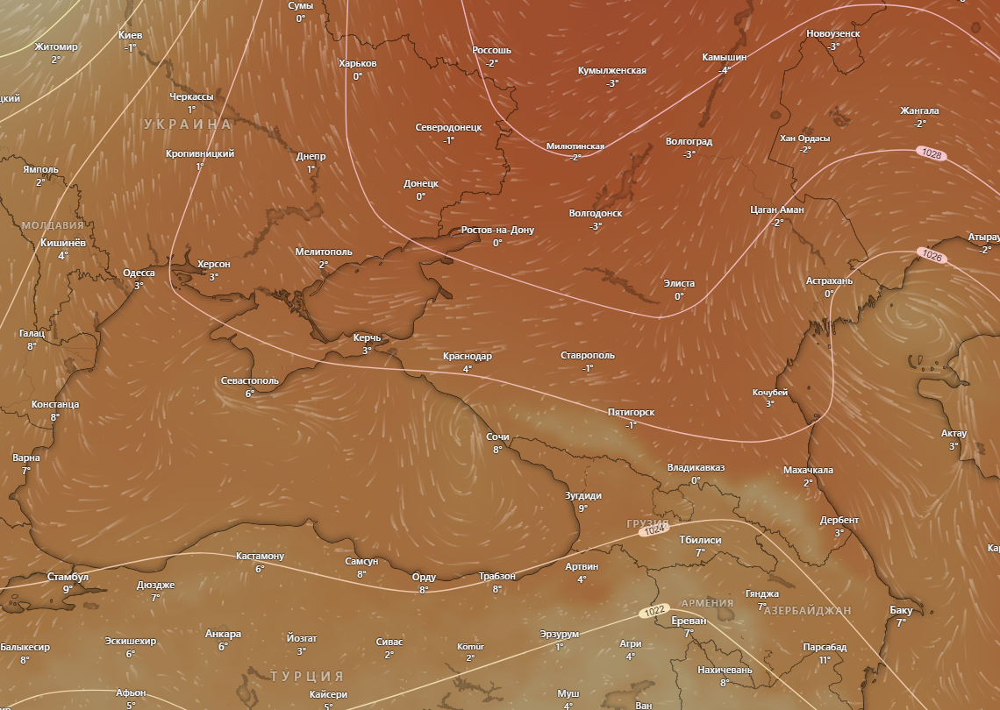 Сумы
0°
Житомир
2°
Киев
-1°
Харьков
0°
Россошь
-2°
Кумылженская
-3°
Камышин
-4°
Новоузенск
-3°
цкий
Черкассы
1°
УКРАИНА
Северодонецк
-1°
Милютинская
-2°
Волгоград
-3°
Хан Ордасы
-2°
Жангала
-2°
1028
Ямполь
2°
Кропивницкий
1°
Днепр
1°
Донецк
0°
Волгодонск
-3°
Цаган Аман
-2°
МОЛДАВИЯ
Кишинёв
4°
Ростов-на-Дону
0°
Атырау
-2°
1026
Одесса
3°
Херсон
3°
Мелитополь
2°
Элиста
0°
Астрахань
0°
Галац
8°
Керчь
3°
Краснодар
4°
Ставрополь
-1°
Севастополь
6°
Кочубей
3°
Констанца
8°
Пятигорск
-1°
Сочи
8°
Актау
3°
Варна
7°
Владикавказ
0°
Махачкала
2°
Зугдиди
9°
ГРУЗИЯ
1024
Тбилиси
7°
Дербент
3°
Кастамону
6°
Самсун
8°
Орду
8°
Трабзон
8°
Артвин
4°
Стамбул
9°
Дюздже
7°
Гянджа
7°
АРМЕНИЯ
АЗЕРБАЙДЖАН
1022
Ереван
7°
Баку
7°
Балыкесир
8°
Эскишехир
6°
Анкара
6°
Йозгат
3°
Сивас
2°
Kömür
2°
Эрзурум
1°
Агри
4°
Парсабад
11°
Нахичевань
8°
ТУРЦИЯ
Афьон
5°
Кайсери
5°
Муш
4°
Ван